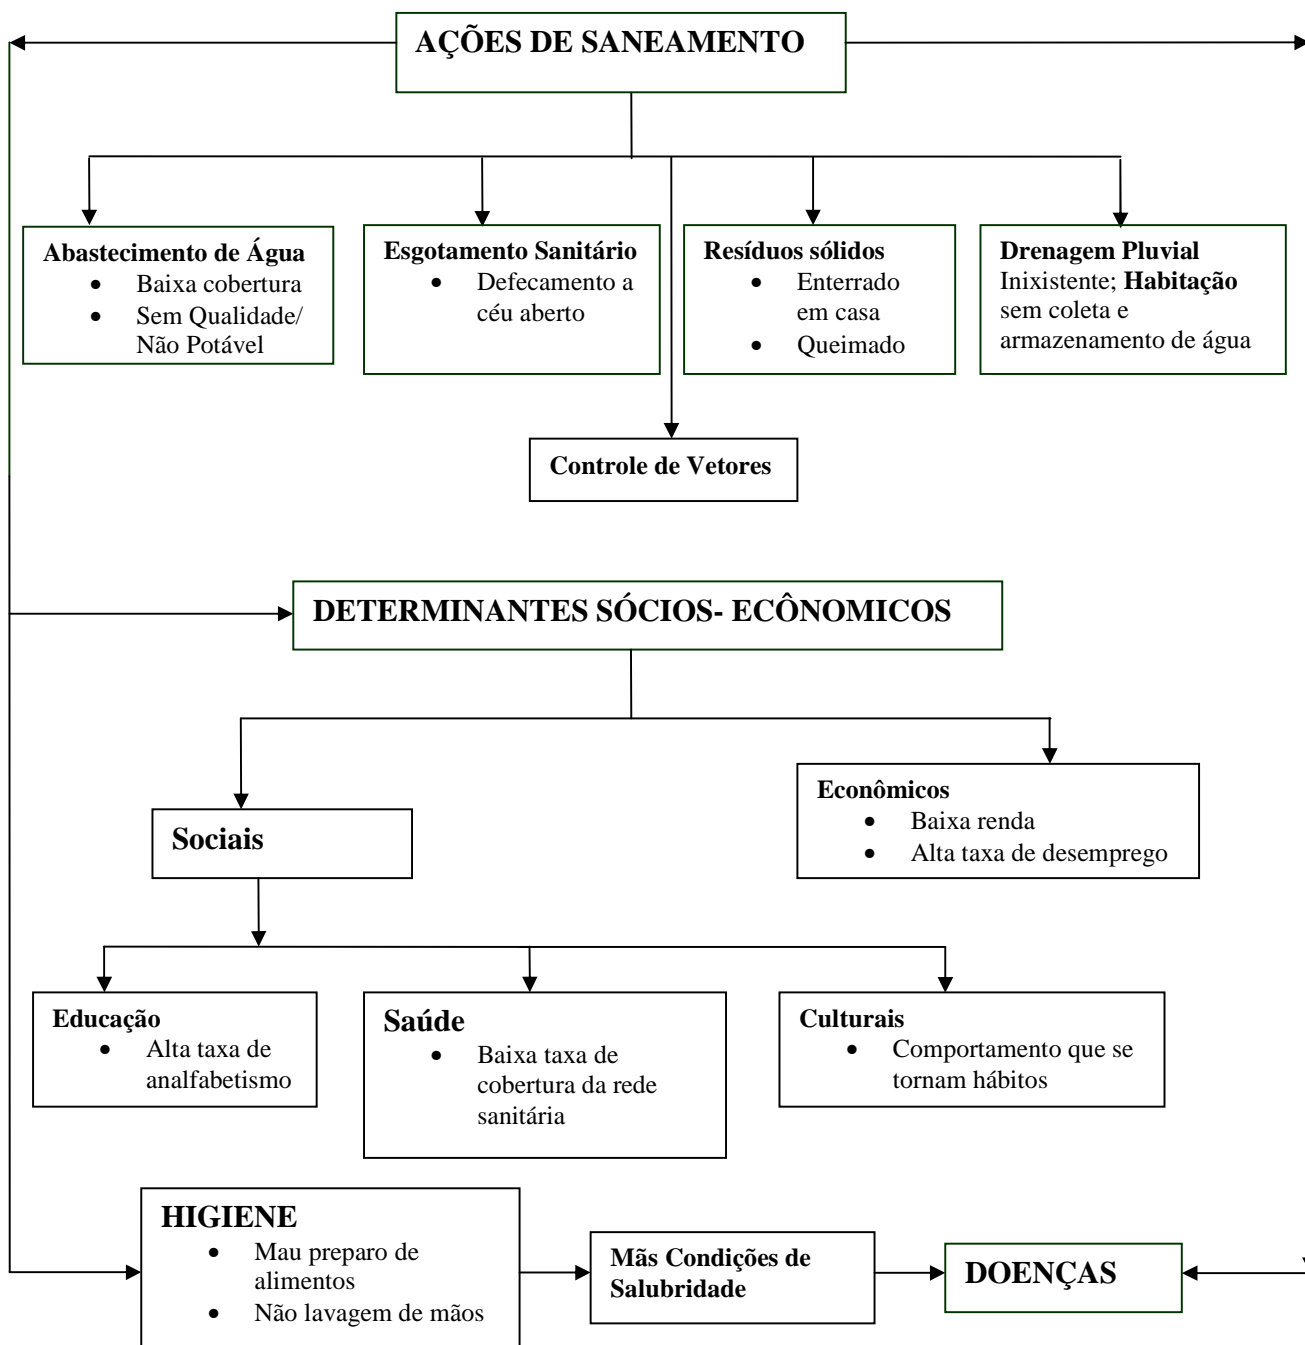 AÇÕES DE SANEAMENTO
Abastecimento de Água
• Baixa cobertura
• Sem Qualidade/
Não Potável
Esgotamento Sanitário
• Defecamento a
céu aberto
Resíduos sólidos
• Enterrado
em casa
• Queimado
Drenagem Pluvial
Inixistente; Habitação
sem coleta e
armazenamento de água
Controle de Vetores
DETERMINANTES SÓCIOS- ECÔNOMICOS
Econômicos
• Baixa renda
• Alta taxa de desemprego
Sociais
Educação
• Alta taxa de
analfabetismo
Saúde
• Baixa taxa de
cobertura da rede
sanitária
Culturais
• Comportamento que se
tornam hábitos
HIGIENE
• Mau preparo de
alimentos
• Não lavagem de mãos
Mãs Condições de
Salubridade
DOENÇAS